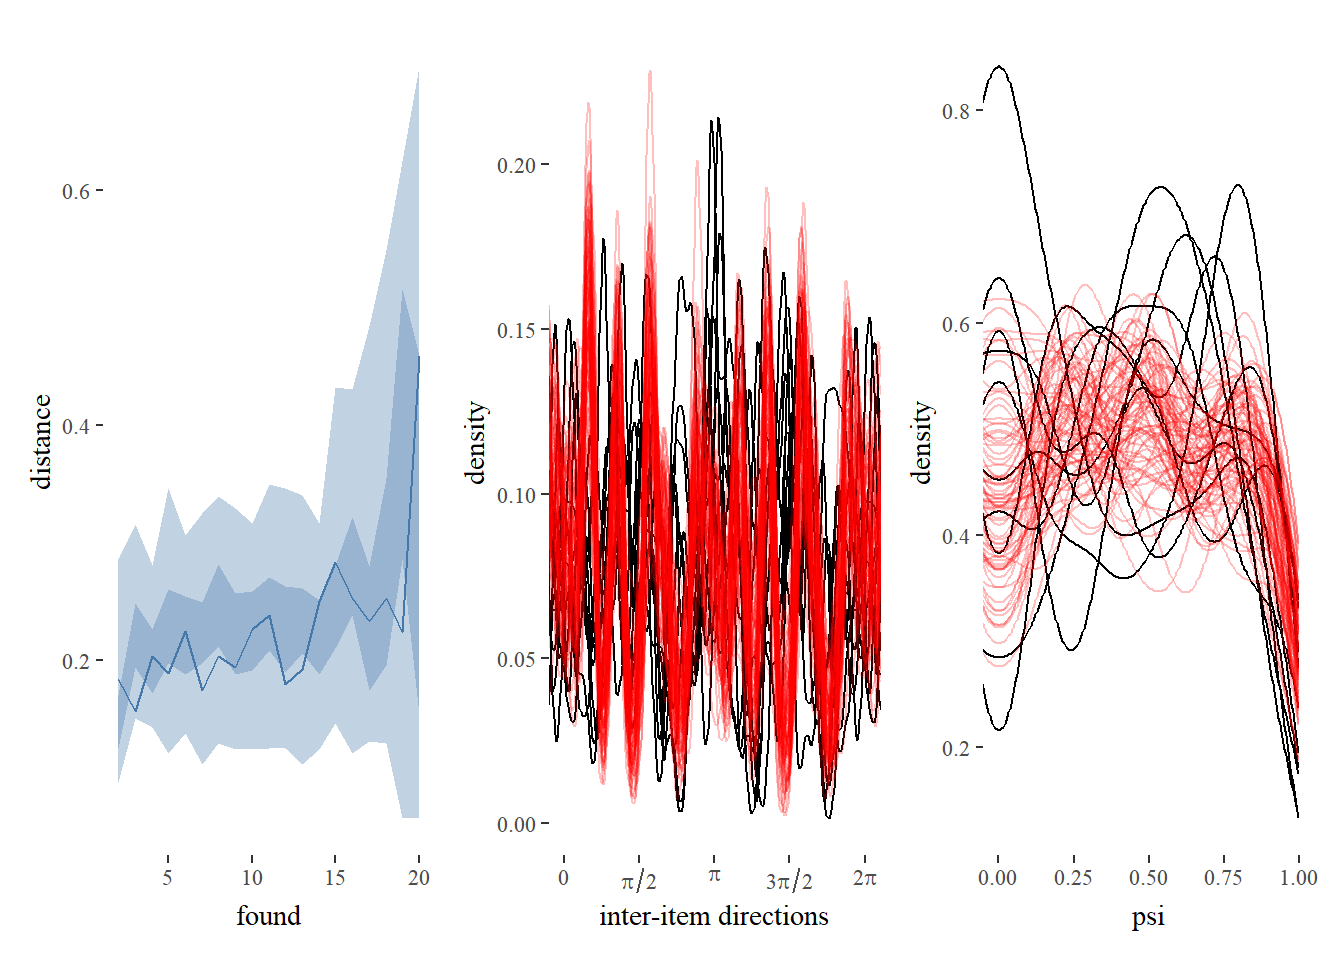 distance
0.6
0.4
0.2
5 10 15 20
found
density
0.20
0.15
0.10
0.05
0.00
0 π/2 π 3π/2 2π
inter-item directions
density
0.8
0.6
0.4
0.2
0.00 0.25 0.50 0.75 1.00
psi